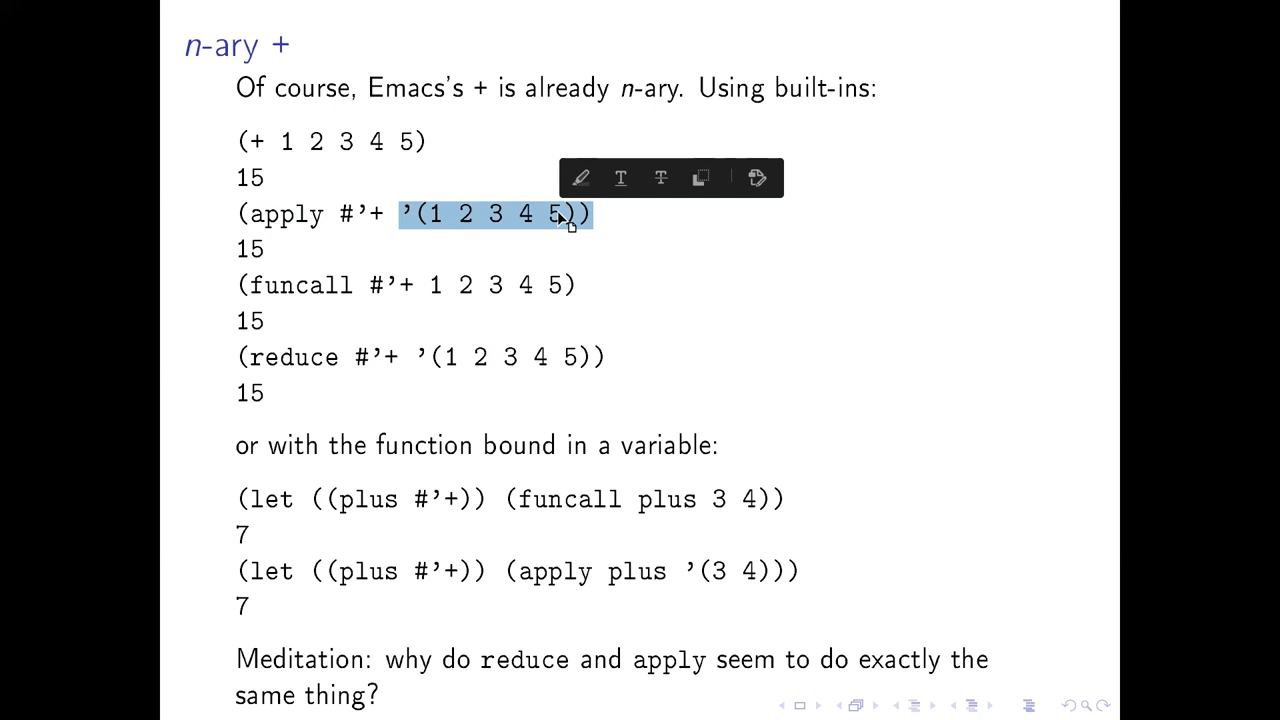 n-ary +
Of course, Emacs's + is already n-ary. Using built-ins:
(+ 1 2 3 4 5)
15
(apply #'+ '(1 2 3 4 5))
15
(funcall #'+ 1 2 3 4 5)
15
(reduce #'+ '(1 2 3 4 5))
15
or with the function bound in a variable:
(let ((plus #'+)) (funcall plus 3 4))
7
(let ((plus #'+)) (apply plus '(3 4)))
7
Meditation: why do reduce and apply seem to do exactly the
same thing?